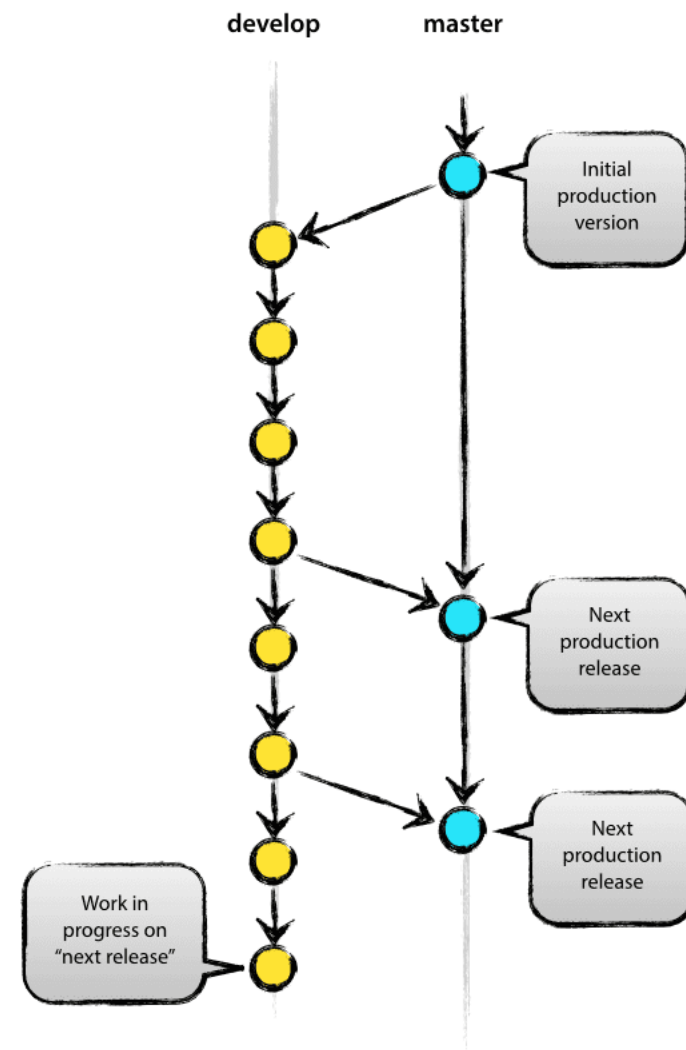 develop
master
Initial
production
version
Next
production
release
Next
production
release
Work in
progress on
“next release”